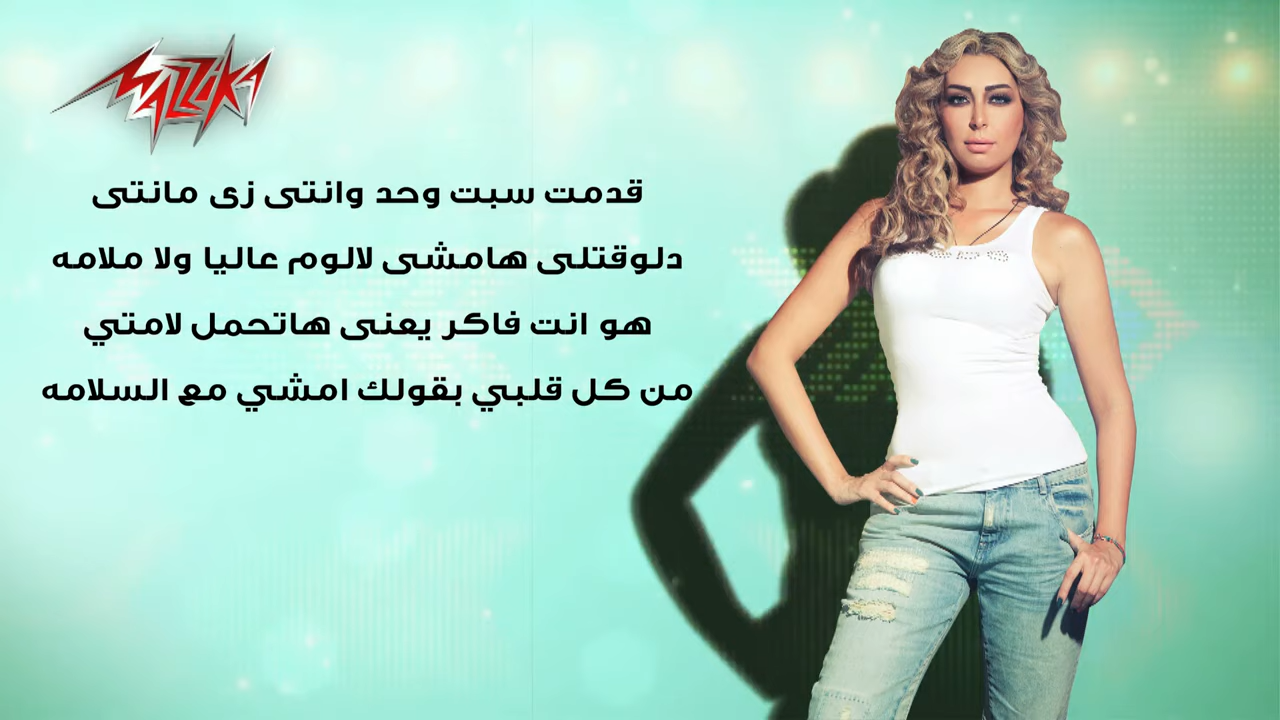 MAZZIKA
قدمت سبت وحد وانتى زى مانتى
دلوقتلى هامشى لالوم عاليا ولا ملامه
هو انت فاكر يعنى هاتحمل لامتي
من كل قلبي بقولك امشي مع السلامه